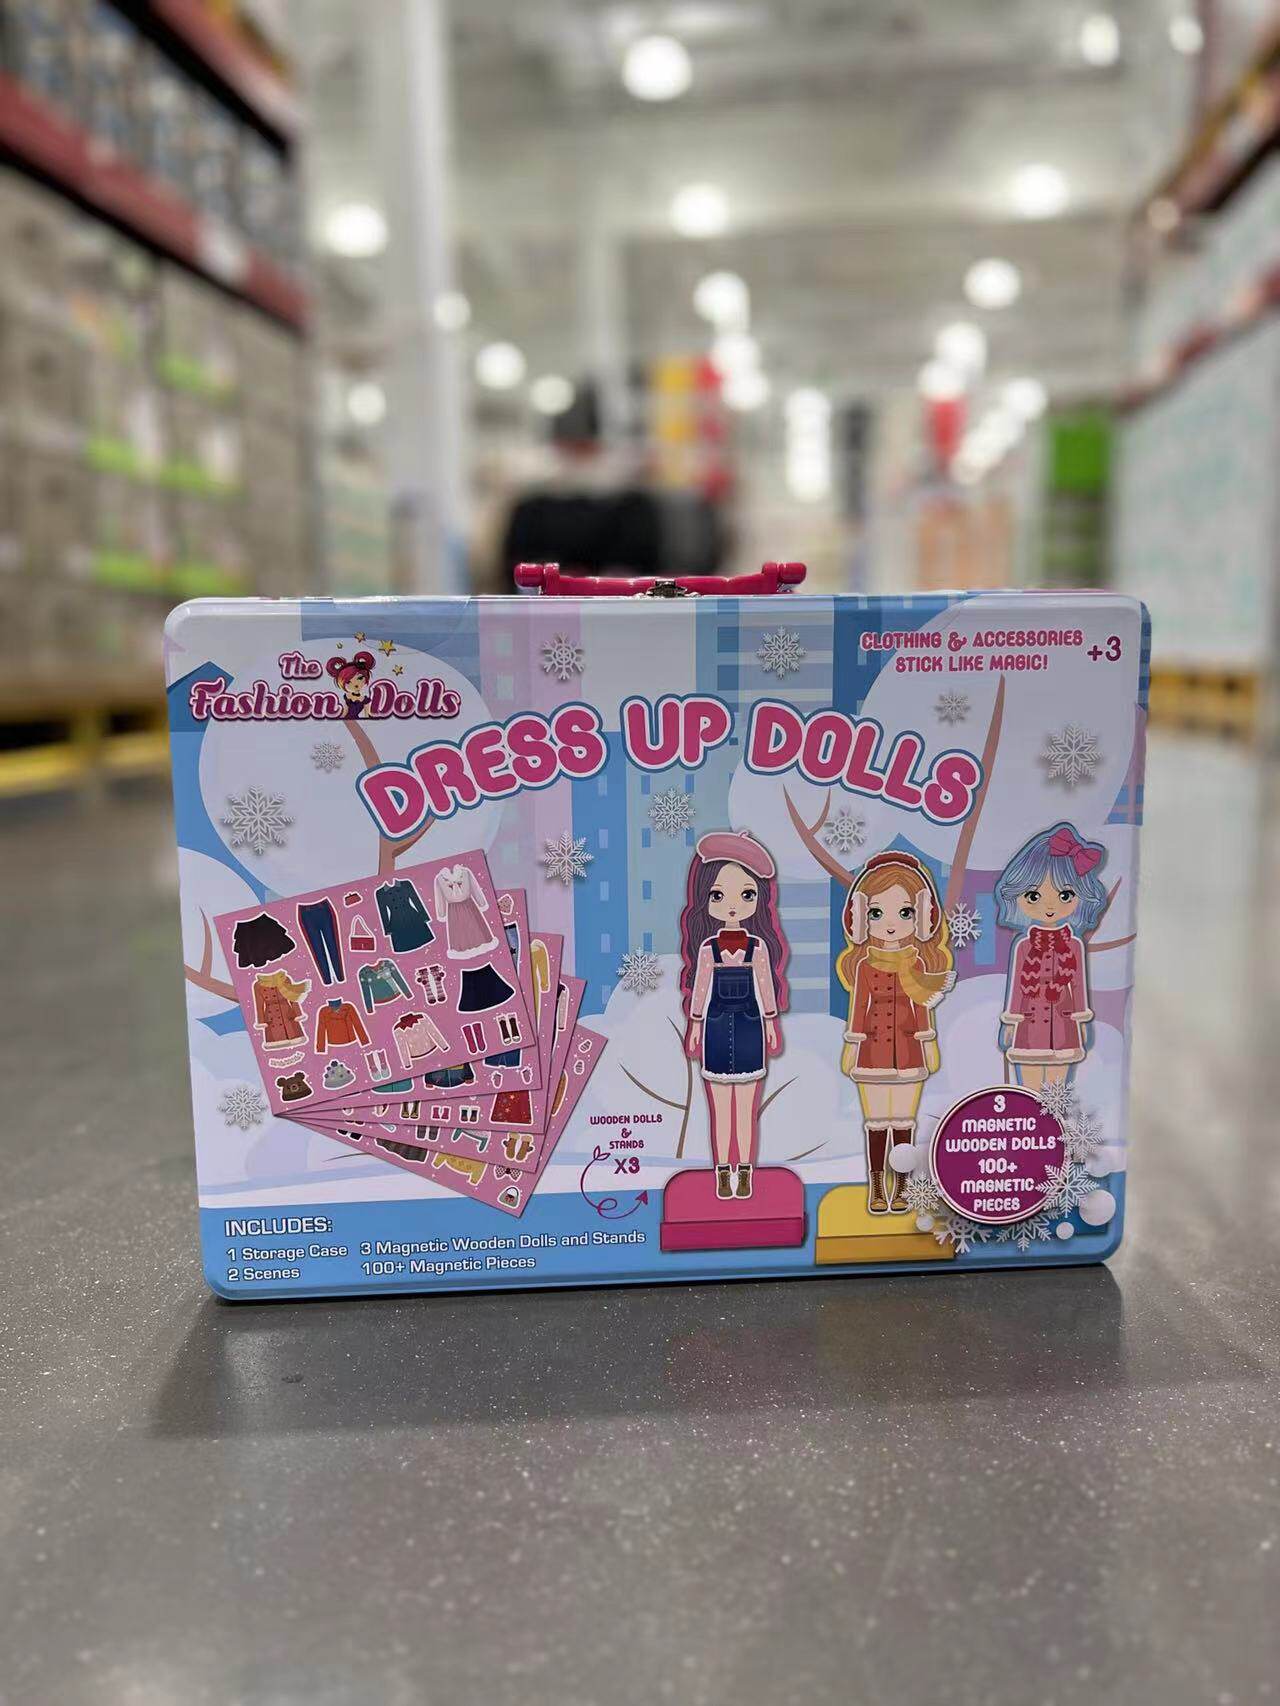 The
Fashion Dolls
CLOTHING & ACCESSORIES
STICK LIKE MAGIC!
+3
DRESS UP DOLLS
WOODEN DOLLS
&
STANDS
X3
3
MAGNETIC
WOODEN DOLLS
100+
MAGNETIC
PIECES
INCLUDES:
1 Storage Case 3 Magnetic Wooden Dolls and Stands
2 Scenes 100+ Magnetic Pieces